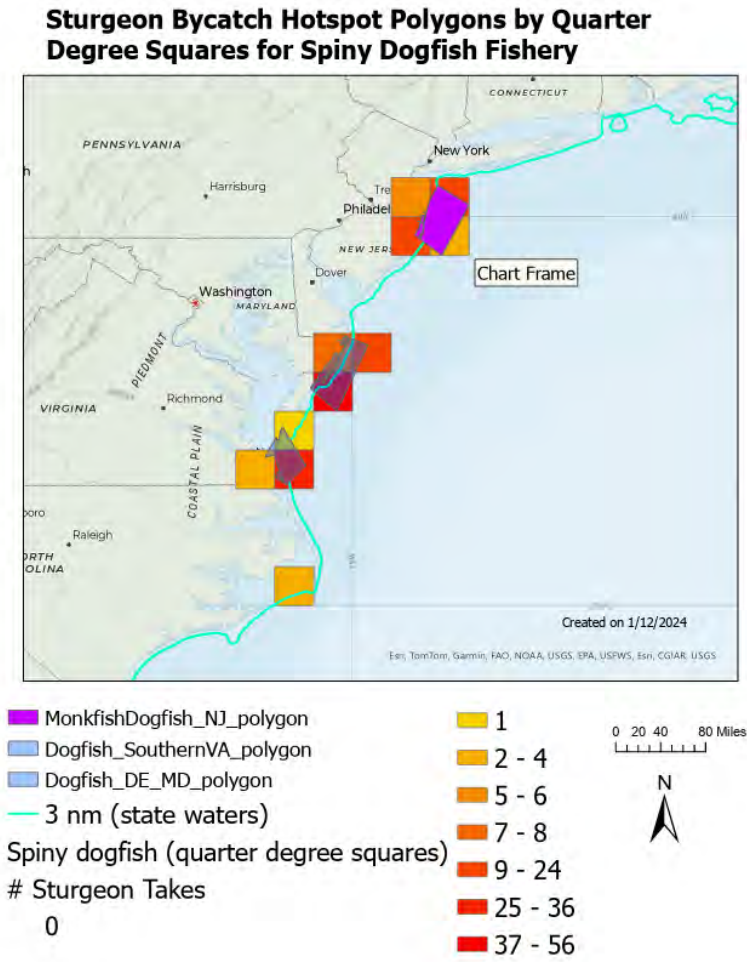 Sturgeon Bycatch Hotspot Polygons by Quarter
Degree Squares for Spiny Dogfish Fishery
CONNECTICUT
PENNSYLVANIA
New York
h
Harrisburg
Tre
Philadel
NEW JERS
Chart Frame
Dover
Washington
MARYLAND
PIEDMONT
Richmond
VIRGINIA
COASTAL PLAIN
boro
Raleigh
ORTH
OLINA
Created on 1/12/2024
Esri, TomTom, Garmin, FAO, NOAA, USGS, EPA, USFWS, Esri, CGIAR, USGS
MonkfishDogfish_NJ_polygon
Dogfish_SouthernVA_polygon
Dogfish_DE_MD_polygon
3 nm (state waters)
Spiny dogfish (quarter degree squares)
# Sturgeon Takes
0
1
2 - 4
5 - 6
7 - 8
9 - 24
25 - 36
37 - 56
0 20 40 80 Miles
N